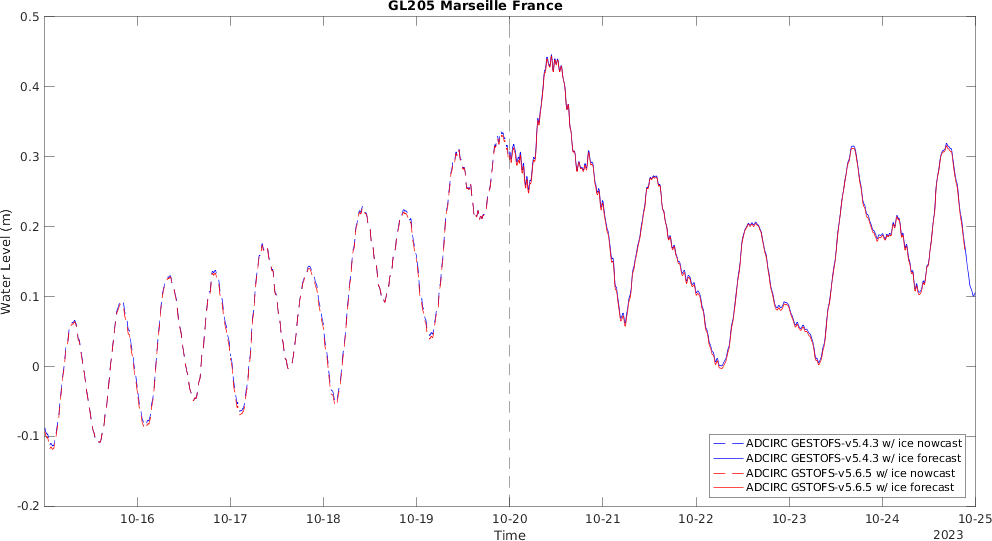 GL205 Marseille France
0.5
0.4
0.3
0.2
0.1
0
-0.1
-0.2
Water Level (m)
10-16 10-17 10-18 10-19 10-20 10-21 10-22 10-23 10-24 10-25
Time
2023
ADCIRC GESTOFS-v5.4.3 w/ ice nowcast
ADCIRC GESTOFS-v5.4.3 w/ ice forecast
ADCIRC GSTOFS-v5.6.5 w/ ice nowcast
ADCIRC GSTOFS-v5.6.5 w/ ice forecast